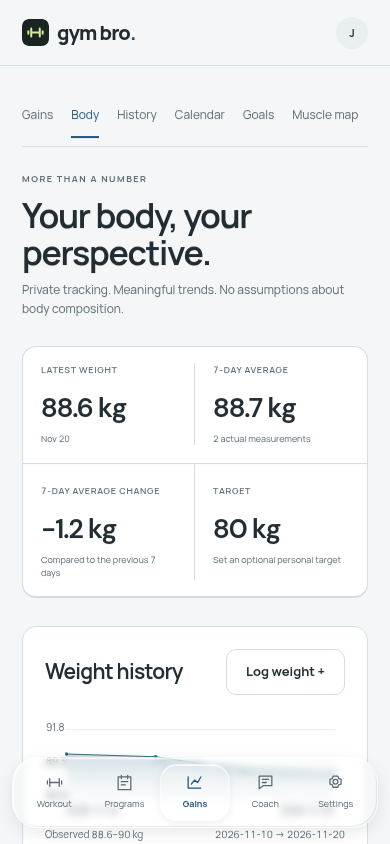 gym bro.
J
Gains
Body
History
Calendar
Goals
Muscle map
MORE THAN A NUMBER
Your body, your
perspective.
Private tracking. Meaningful trends. No assumptions about
body composition.
LATEST WEIGHT
88.6 kg
Nov 20
7-DAY AVERAGE
88.7 kg
2 actual measurements
7-DAY AVERAGE CHANGE
−1.2 kg
Compared to the previous 7
days
TARGET
80 kg
Set an optional personal target
Weight history
Log weight +
91.8
Workout
Programs
Gains
Coach
Settings
Observed 88.6–90 kg
2026-11-10 → 2026-11-20